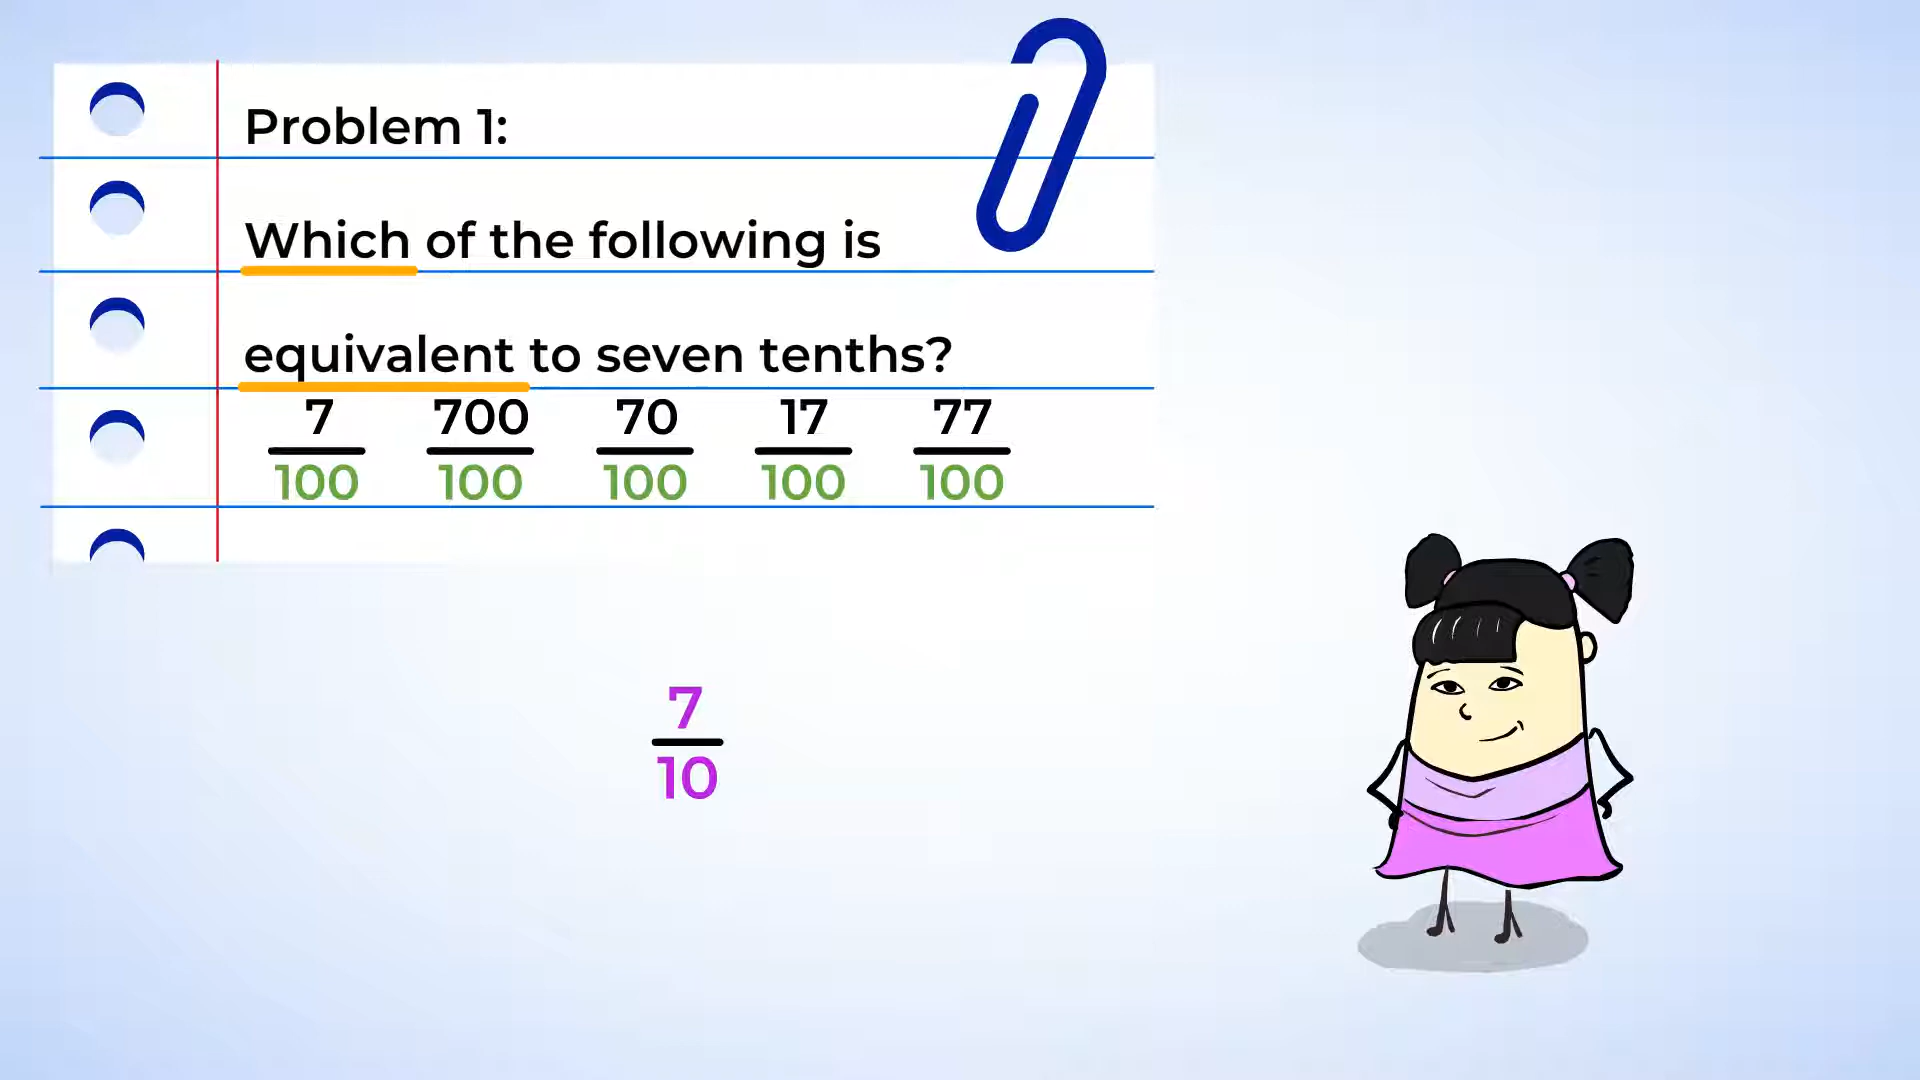 Problem 1:
Which of the following is
equivalent to seven tenths?
7 700 70 17 77
100 100 100 100 100
7
10